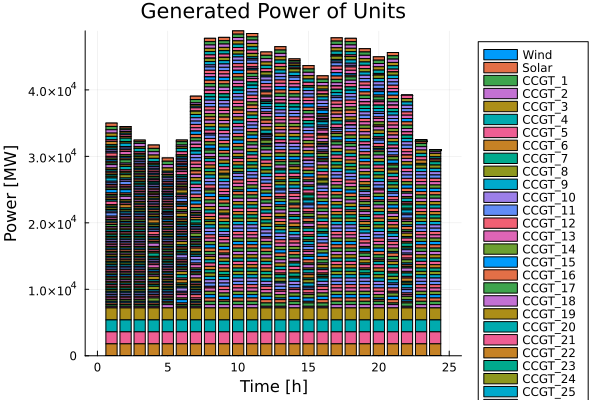 Generated Power of Units
Power [MW]
4.0×10⁴
3.0×10⁴
2.0×10⁴
1.0×10⁴
0
0 5 10 15 20 25
Time [h]
Wind
Solar
CCGT_1
CCGT_2
CCGT_3
CCGT_4
CCGT_5
CCGT_6
CCGT_7
CCGT_8
CCGT_9
CCGT_10
CCGT_11
CCGT_12
CCGT_13
CCGT_14
CCGT_15
CCGT_16
CCGT_17
CCGT_18
CCGT_19
CCGT_20
CCGT_21
CCGT_22
CCGT_23
CCGT_24
CCGT_25